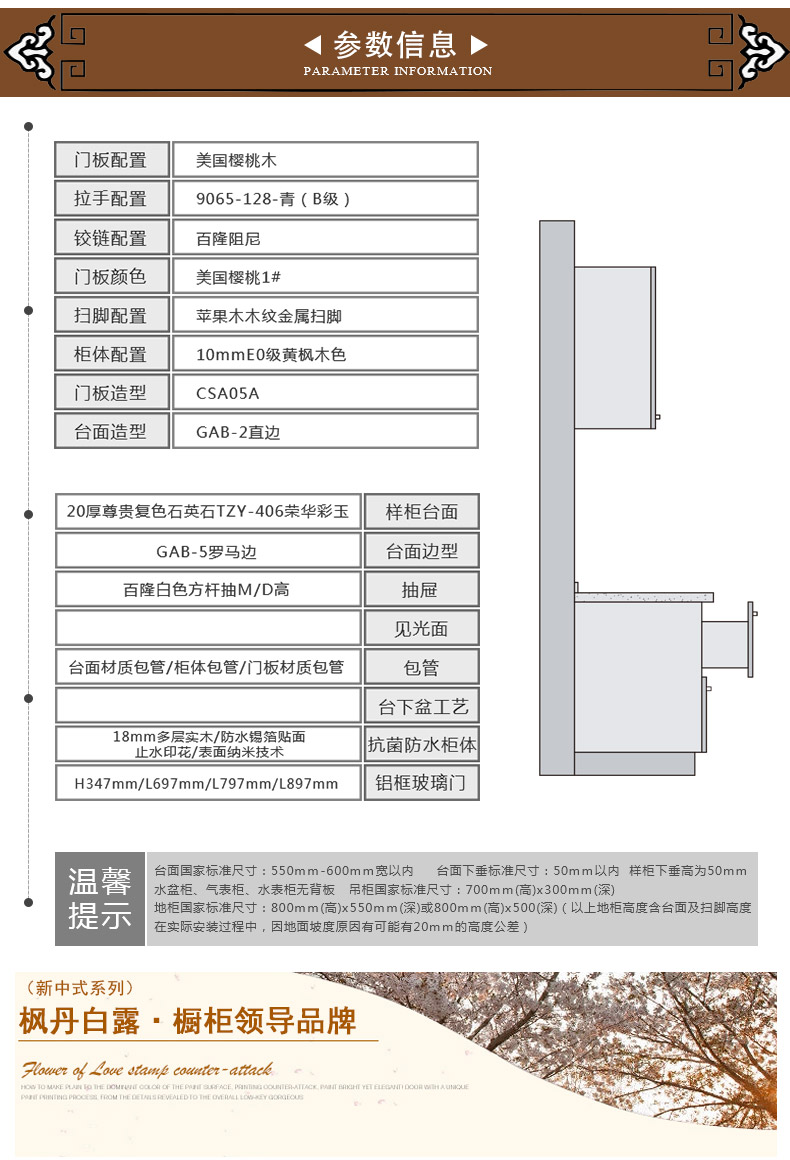 参数信息
PARAMETER INFORMATION
门板配置 美国樱桃木
拉手配置 9065-128-青（B级）
铰链配置 百隆阻尼
门板颜色 美国樱桃1#
扫脚配置 苹果木木纹金属扫脚
柜体配置 10mmE0级黄枫木色
门板造型 CSA05A
台面造型 GAB-2直边
20厚尊贵复色石英石TZY-406荣华彩玉 样柜台面
GAB-5罗马边 台面边型
百隆白色方杆抽M/D高 抽屉
见光面
台面材质包管/柜体包管/门板材质包管 包管
台下盆工艺
18mm多层实木/防水锡箔贴面
止水印花/表面纳米技术
抗菌防水柜体
H347mm/L697mm/L797mm/L897mm 铝框玻璃门
温馨
提示
台面国家标准尺寸：550mm-600mm宽以内 台面下垂标准尺寸：50mm以内 样柜下垂高为50mm
水盆柜、气表柜、水表柜无背板 吊柜国家标准尺寸：700mm(高)x300mm(深)
地柜国家标准尺寸：800mm(高)x550mm(深)或800mm(高)x500(深)（以上地柜高度含台面及扫脚高度
在实际安装过程中，因地面坡度原因有可能有20mm的高度公差）
（新中式系列）
枫丹白露·橱柜领导品牌
Flower of Love stamp counter-attack
HOW TO MAKE PLAIN TO THE DOMINANT COLOR OF THE PAINT SURFACE, PRINTING COUNTER-ATTACK. PAINT BRIGHT YET ELEGANT! DOOR WITH A UNIQUE
PAINT PRINTING PROCESS, FROM THE DETAILS REVEALED TO THE OVERALL LOW-KEY GORGEOUS.